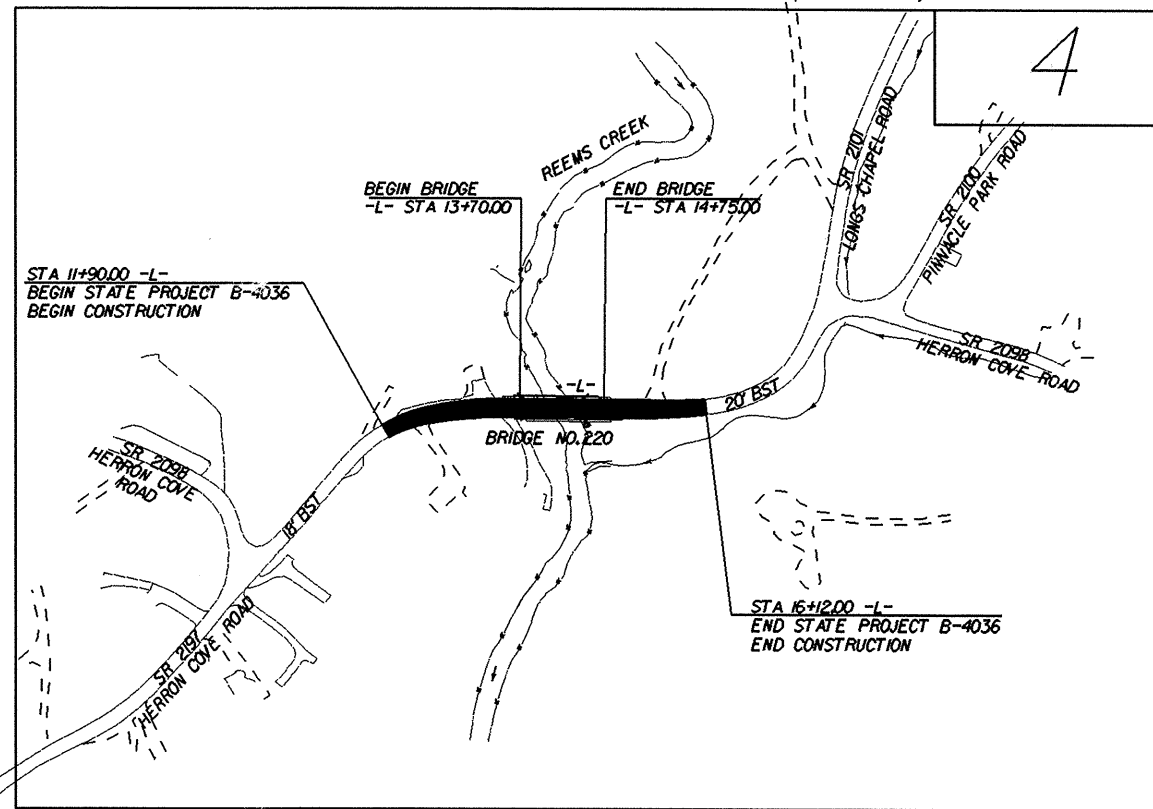 4
REEMS CREEK
BEGIN BRIDGE
-L- STA 13+70.00
END BRIDGE
-L- STA 14+75.00
SR 2101
LONGS CHAPEL ROAD
SR 2100
PINNACLE PARK ROAD
STA 11+90.00 -L-
BEGIN STATE PROJECT B-4036
BEGIN CONSTRUCTION
SR 2098
HERRON COVE ROAD
-L-
20' BST
BRIDGE NO. 220
SR 2098
HERRON COVE
ROAD
18' BST
STA 16+12.00 -L-
END STATE PROJECT B-4036
END CONSTRUCTION
SR 2197
HERRON COVE ROAD